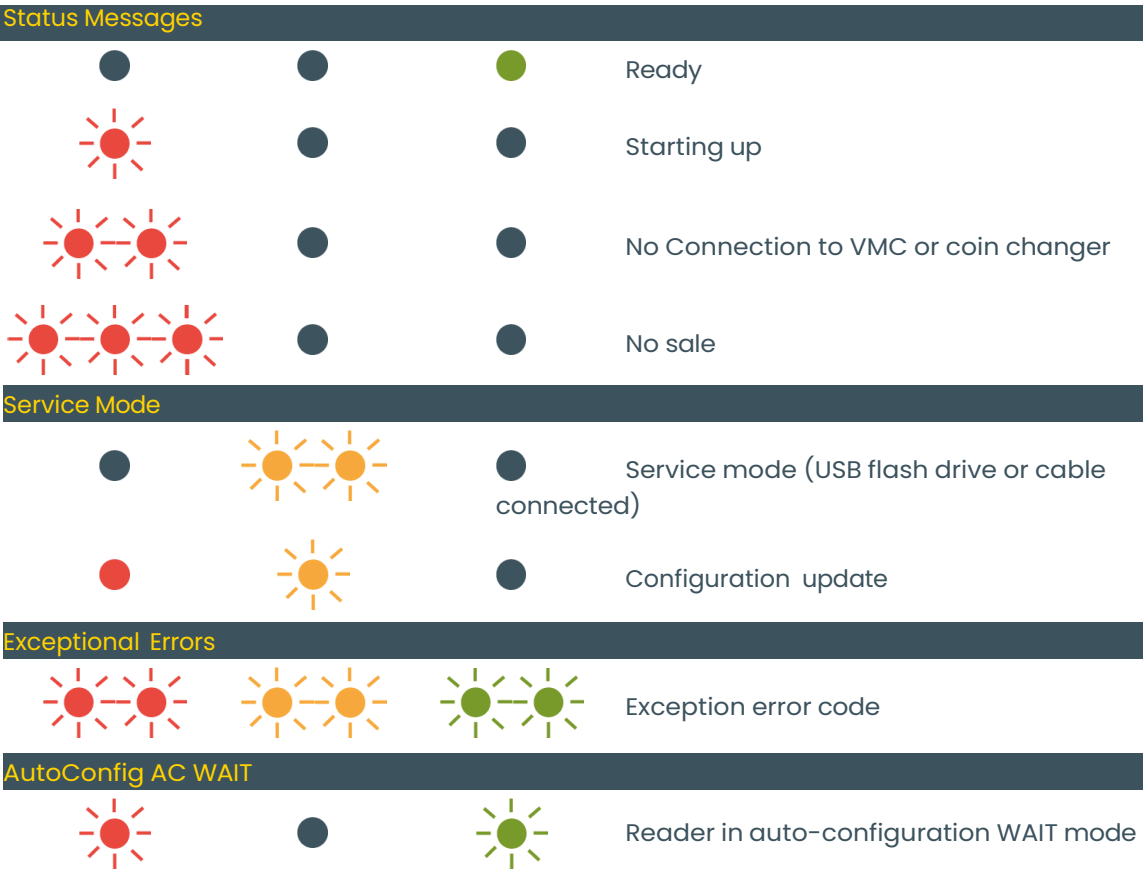 Status Messages
Ready
Starting up
No Connection to VMC or coin changer
No sale
Service Mode
Service mode (USB flash drive or cable
connected)
Configuration update
Exceptional Errors
Exception error code
AutoConfig AC WAIT
Reader in auto-configuration WAIT mode